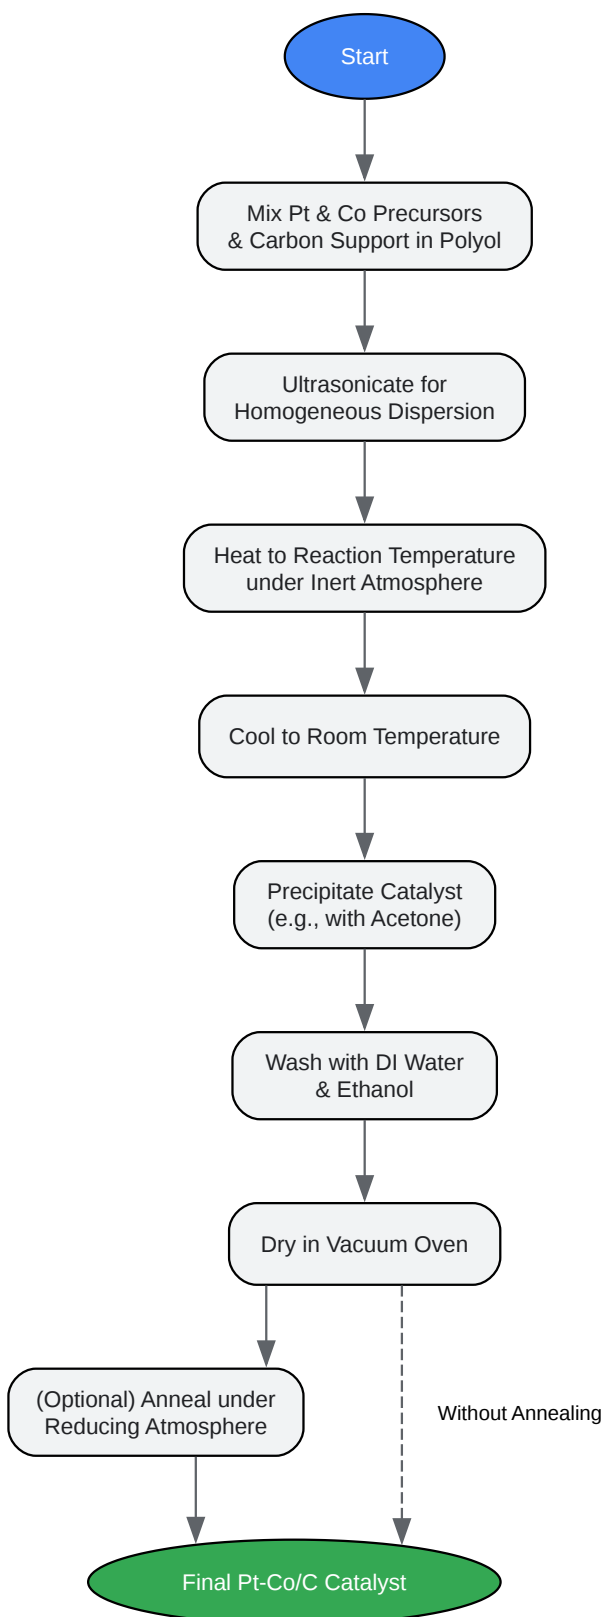 Start
Mix Pt & Co Precursors
& Carbon Support in Polyol
Ultrasonicate for
Homogeneous Dispersion
Heat to Reaction Temperature
under Inert Atmosphere
Cool to Room Temperature
Precipitate Catalyst
(e.g., with Acetone)
Wash with DI Water
& Ethanol
Dry in Vacuum Oven
(Optional) Anneal under
Reducing Atmosphere
Without Annealing
Final Pt-Co/C Catalyst